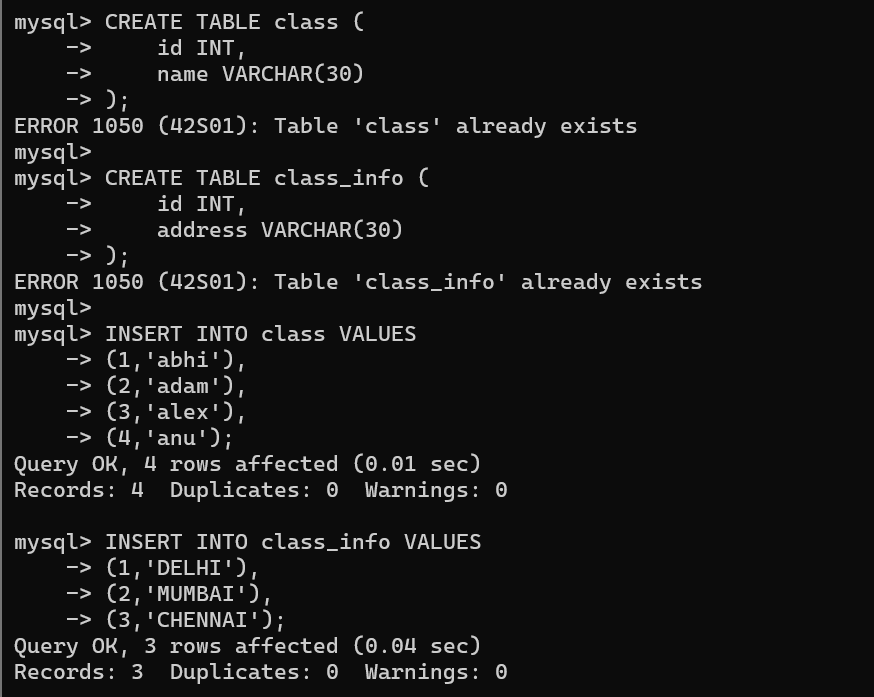 mysql> CREATE TABLE class (
    ->     id INT,
    ->     name VARCHAR(30)
    -> );
ERROR 1050 (42S01): Table 'class' already exists
mysql>
mysql> CREATE TABLE class_info (
    ->     id INT,
    ->     address VARCHAR(30)
    -> );
ERROR 1050 (42S01): Table 'class_info' already exists
mysql>
mysql> INSERT INTO class VALUES
    -> (1,'abhi'),
    -> (2,'adam'),
    -> (3,'alex'),
    -> (4,'anu');
Query OK, 4 rows affected (0.01 sec)
Records: 4  Duplicates: 0  Warnings: 0

mysql> INSERT INTO class_info VALUES
    -> (1,'DELHI'),
    -> (2,'MUMBAI'),
    -> (3,'CHENNAI');
Query OK, 3 rows affected (0.04 sec)
Records: 3  Duplicates: 0  Warnings: 0